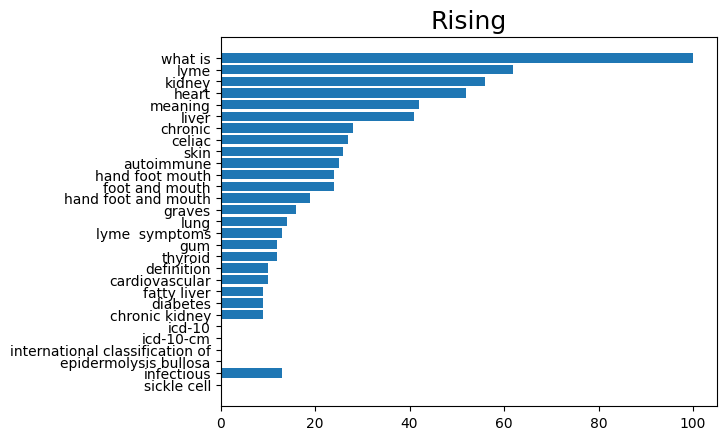 Rising
what is
lyme
kidney
heart
meaning
liver
chronic
celiac
skin
autoimmune
hand foot mouth
foot and mouth
hand foot and mouth
graves
lung
lyme  symptoms
gum
thyroid
definition
cardiovascular
fatty liver
diabetes
chronic kidney
icd-10
icd-10-cm
international classification of
epidermolysis bullosa
infectious
sickle cell
0 20 40 60 80 100